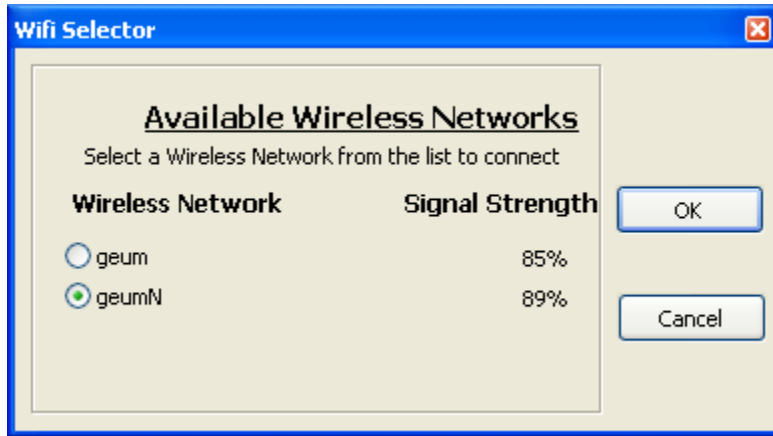 Wifi Selector
Available Wireless Networks
Select a Wireless Network from the list to connect
Wireless Network Signal Strength
geum 85%
geumN 89%
OK
Cancel